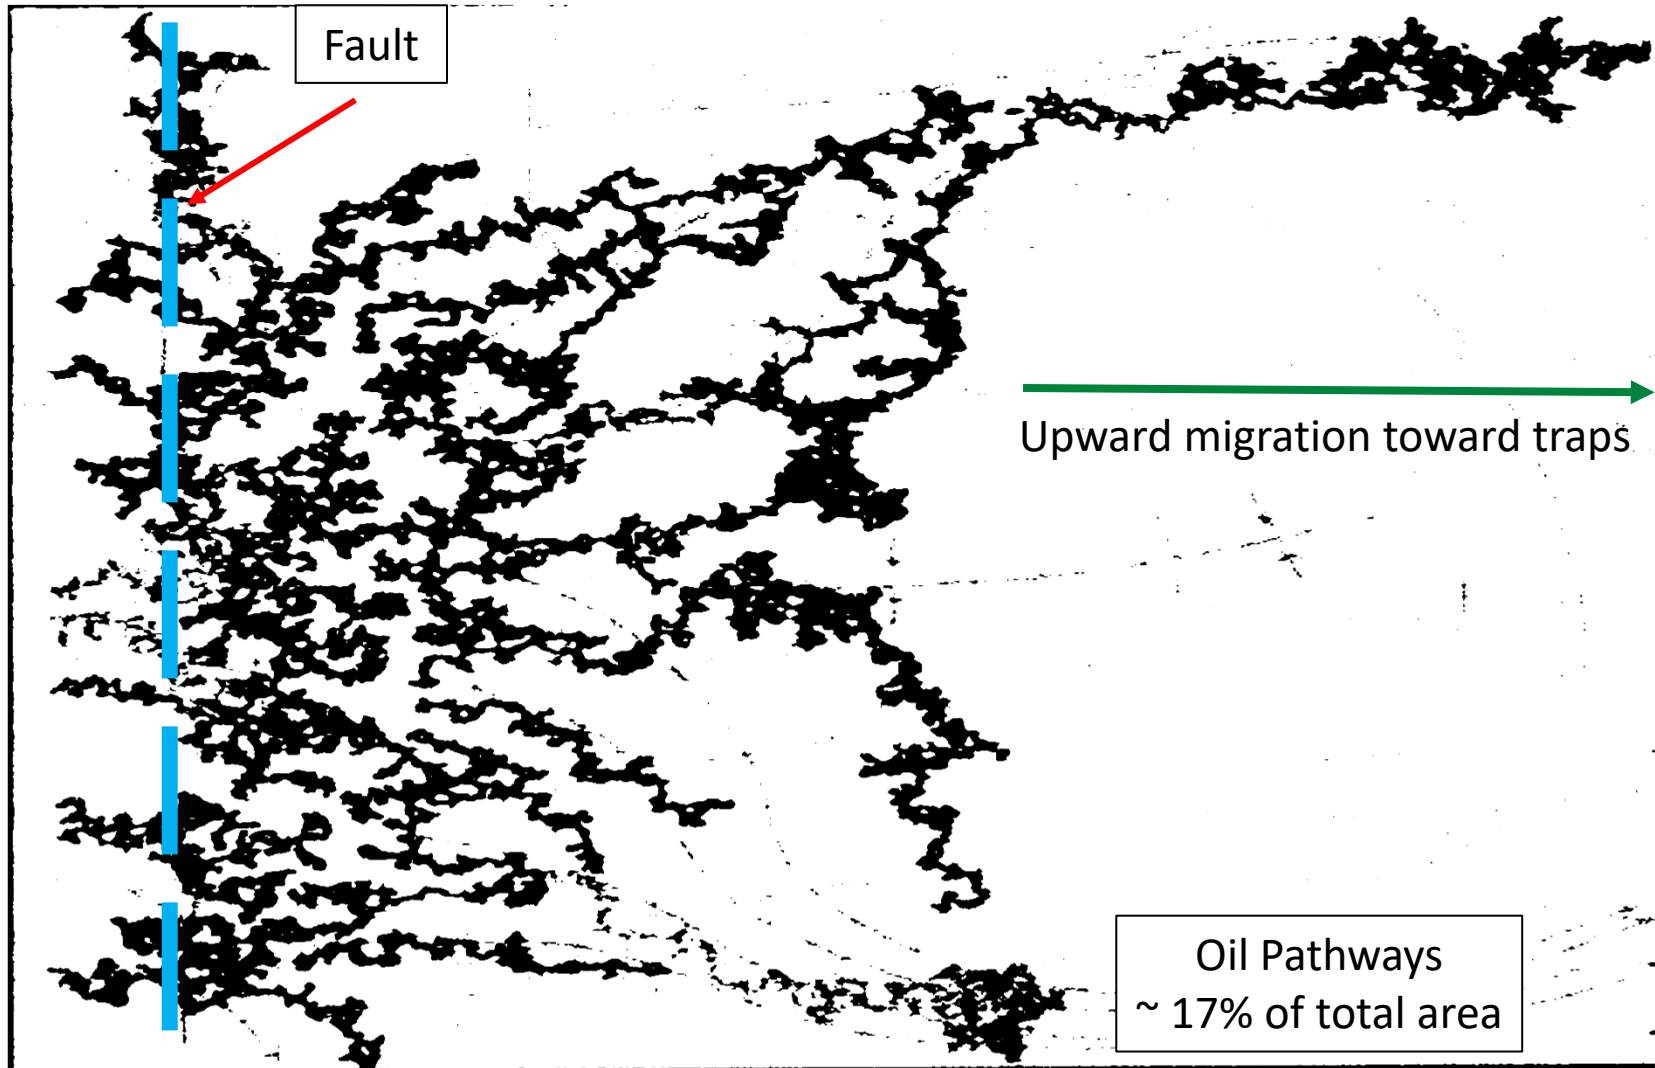 Fault
Upward migration toward traps
Oil Pathways
~ 17% of total area